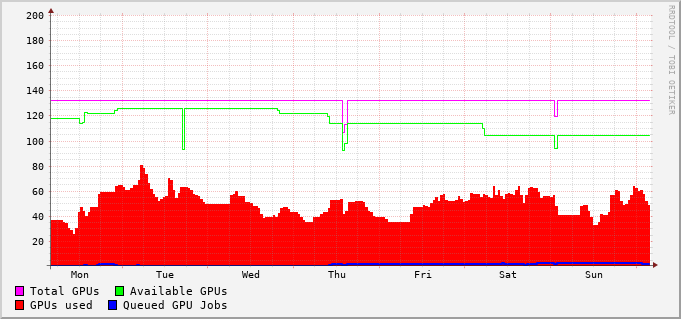 200
180
160
140
120
100
80
60
40
20
Mon Tue Wed Thu Fri Sat Sun
Total GPUs Available GPUs
GPUs used Queued GPU Jobs
RRDTOOL / TOBI OETIKER